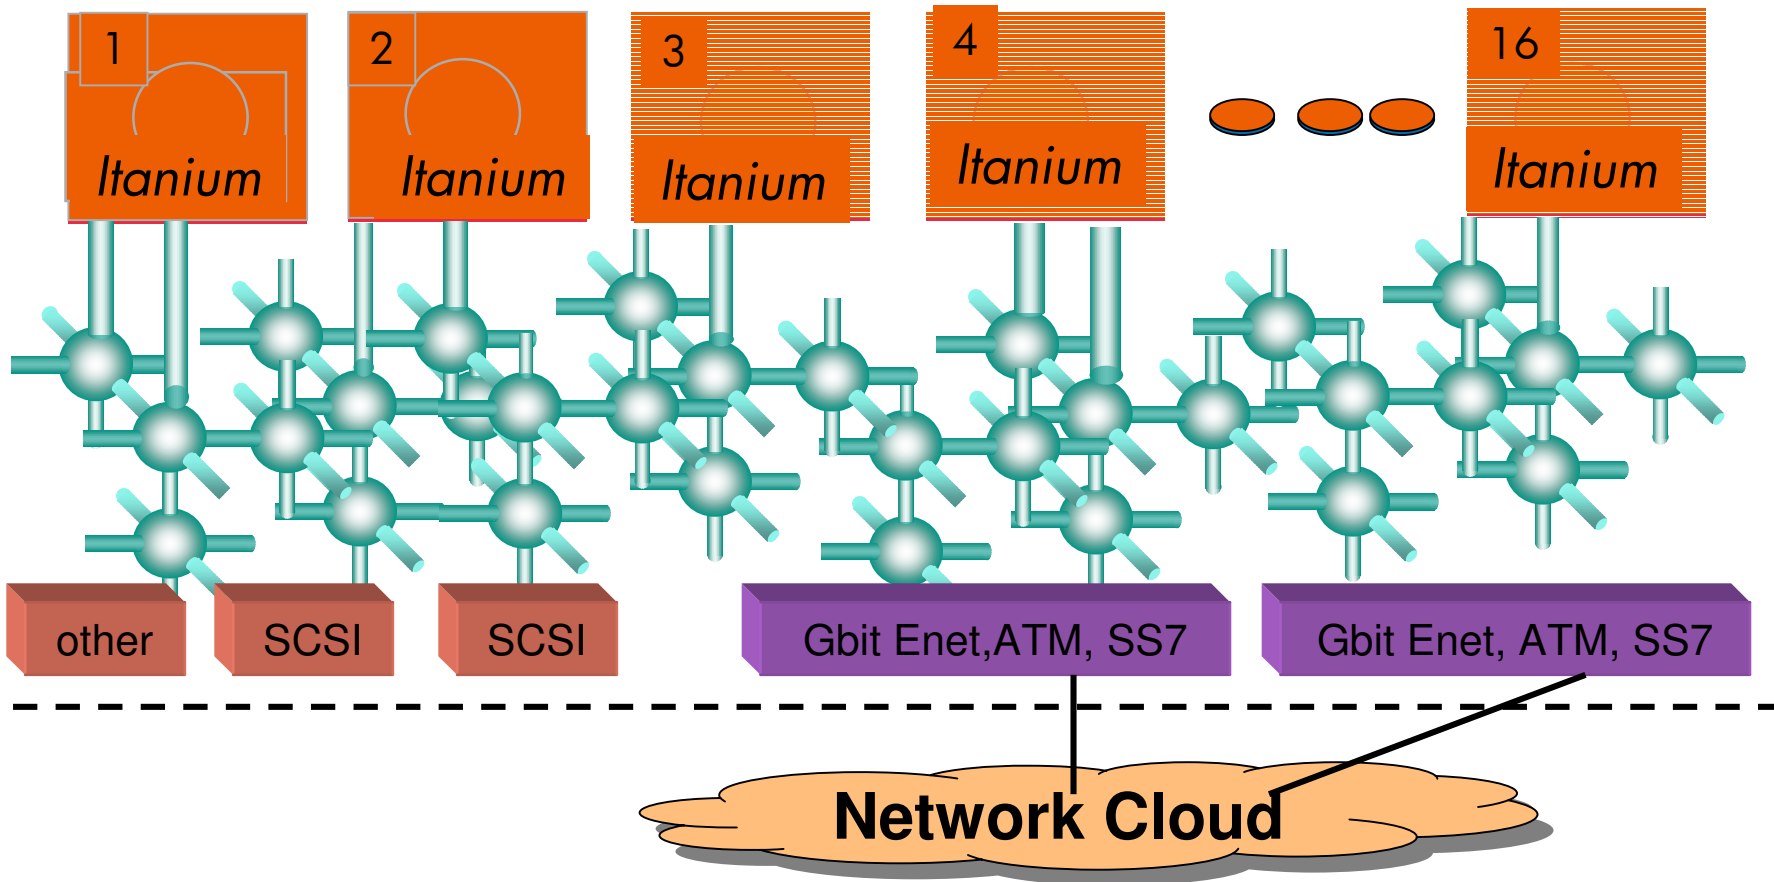 1
Itanium
2
Itanium
3
Itanium
4
Itanium
16
Itanium
other
SCSI
SCSI
Gbit Enet,ATM, SS7
Gbit Enet, ATM, SS7
Network Cloud